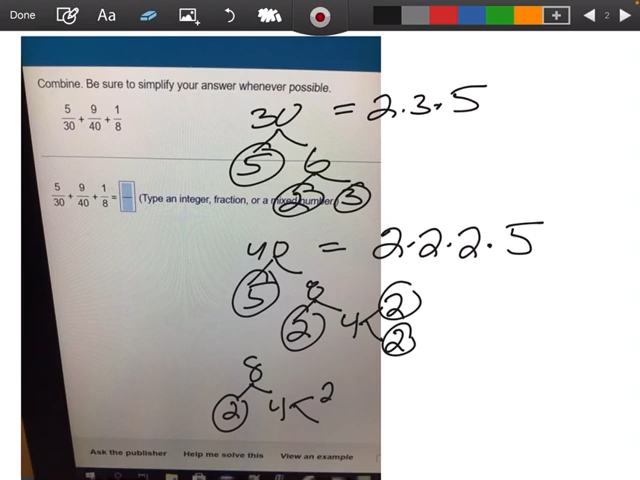 Done Aa 2
Combine. Be sure to simplify your answer whenever possible.
5/30 + 9/40 + 1/8
5/30 + 9/40 + 1/8 = (Type an integer, fraction, or a mixed number.)
30 = 2·3·5
5 6
2 3
40 = 2·2·2·5
5 8
2 4 2
2
8
2 4 2
Ask the publisher Help me solve this View an example